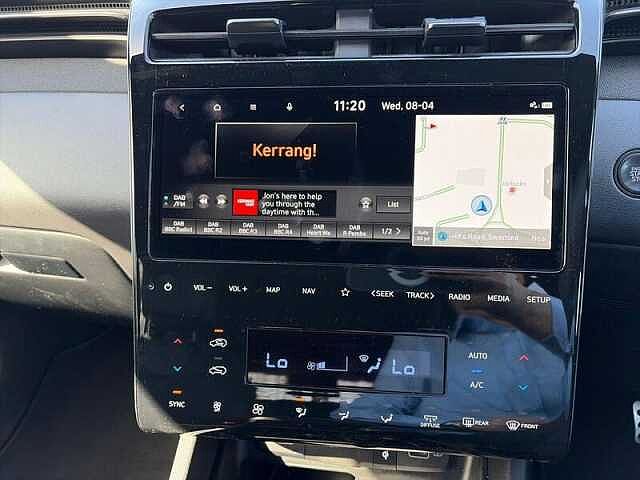 11:20 Wed, 08-04
Kerrang!
DAB
/FM
Jon's here to help
you through the
daytime with th...
List
DAB
BBC Radio1
DAB
BBC R2
DAB
BBC R3
DAB
BBC R4
DAB
Heart
DAB
1/2
VOL- VOL+ MAP NAV <SEEK TRACK> RADIO MEDIA SETUP
Lo Lo
AUTO
A/C
SYNC
DIFFUSE REAR FRONT
START